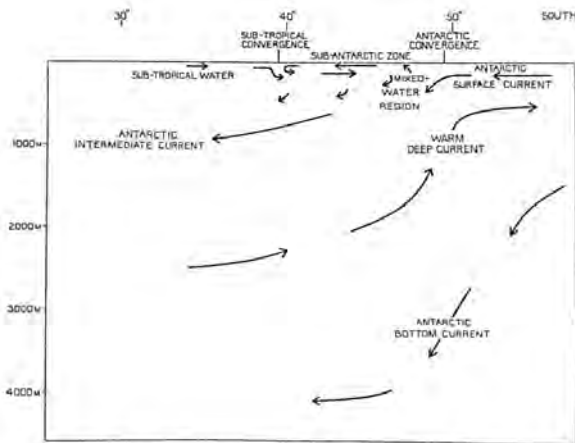 30°
40°
50°
SOUTH
SUB-TROPICAL
CONVERGENCE
ANTARCTIC
CONVERGENCE
SUB-ANTARCTIC ZONE
SUB-TROPICAL WATER
MIXED-
WATER
REGION
ANTARCTIC
SURFACE CURRENT
ANTARCTIC
INTERMEDIATE CURRENT
WARM
DEEP CURRENT
1000M
2000M
3000M
ANTARCTIC
BOTTOM CURRENT
4000M